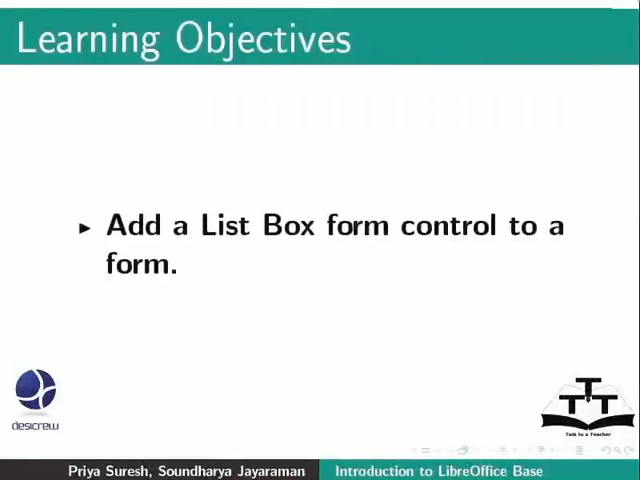 Learning Objectives
► Add a List Box form control to a
form.
desicrew
T
T T
Talk to a Teacher
Priya Suresh, Soundharya Jayaraman
Introduction to LibreOffice Base